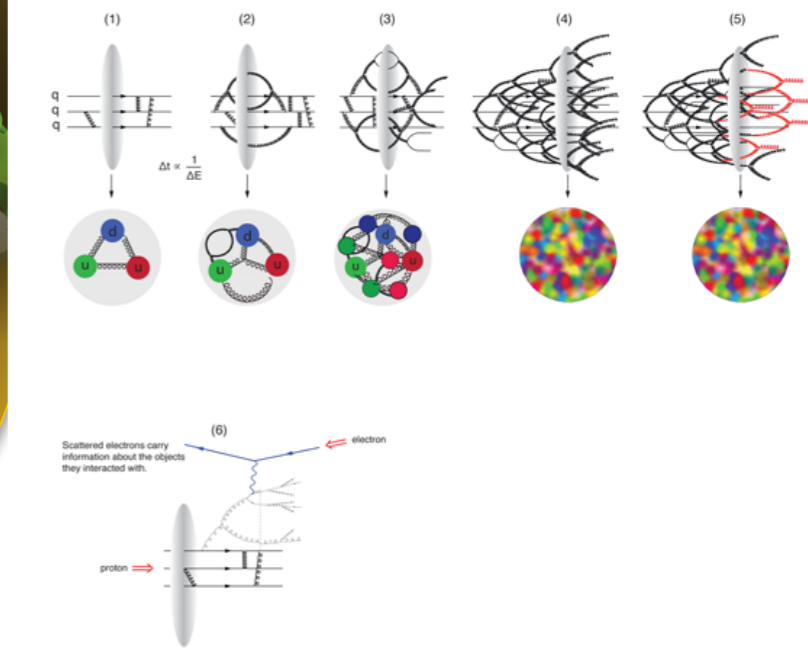 (1)
(2)
(3)
(4)
(5)
q
q
q
Δt ∝ 1
ΔE
d
u
u
d
u
u
d
u
u
(6)
Scattered electrons carry
information about the objects
they interacted with.
electron
proton